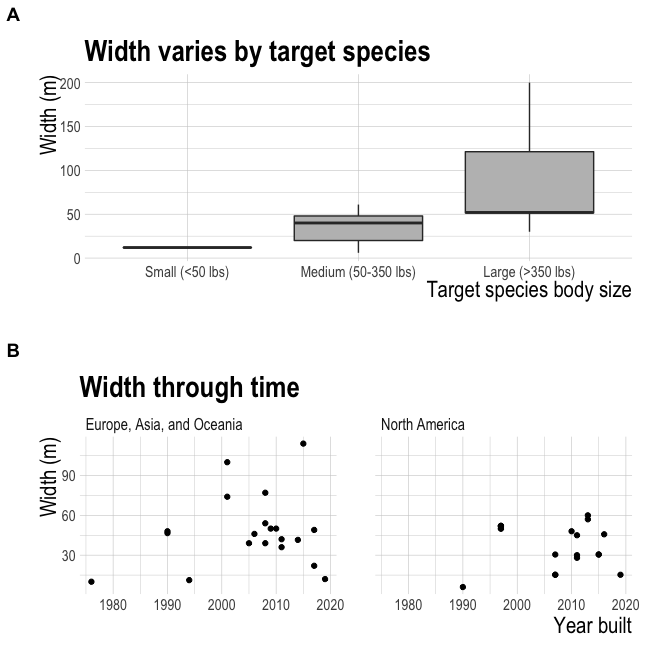 A
Width varies by target species
Width (m)
200
150
100
50
0
Small (<50 lbs) Medium (50-350 lbs) Large (>350 lbs)
Target species body size
B
Width through time
Europe, Asia, and Oceania North America
Width (m)
90
60
30
1980 1990 2000 2010 2020 1980 1990 2000 2010 2020
Year built